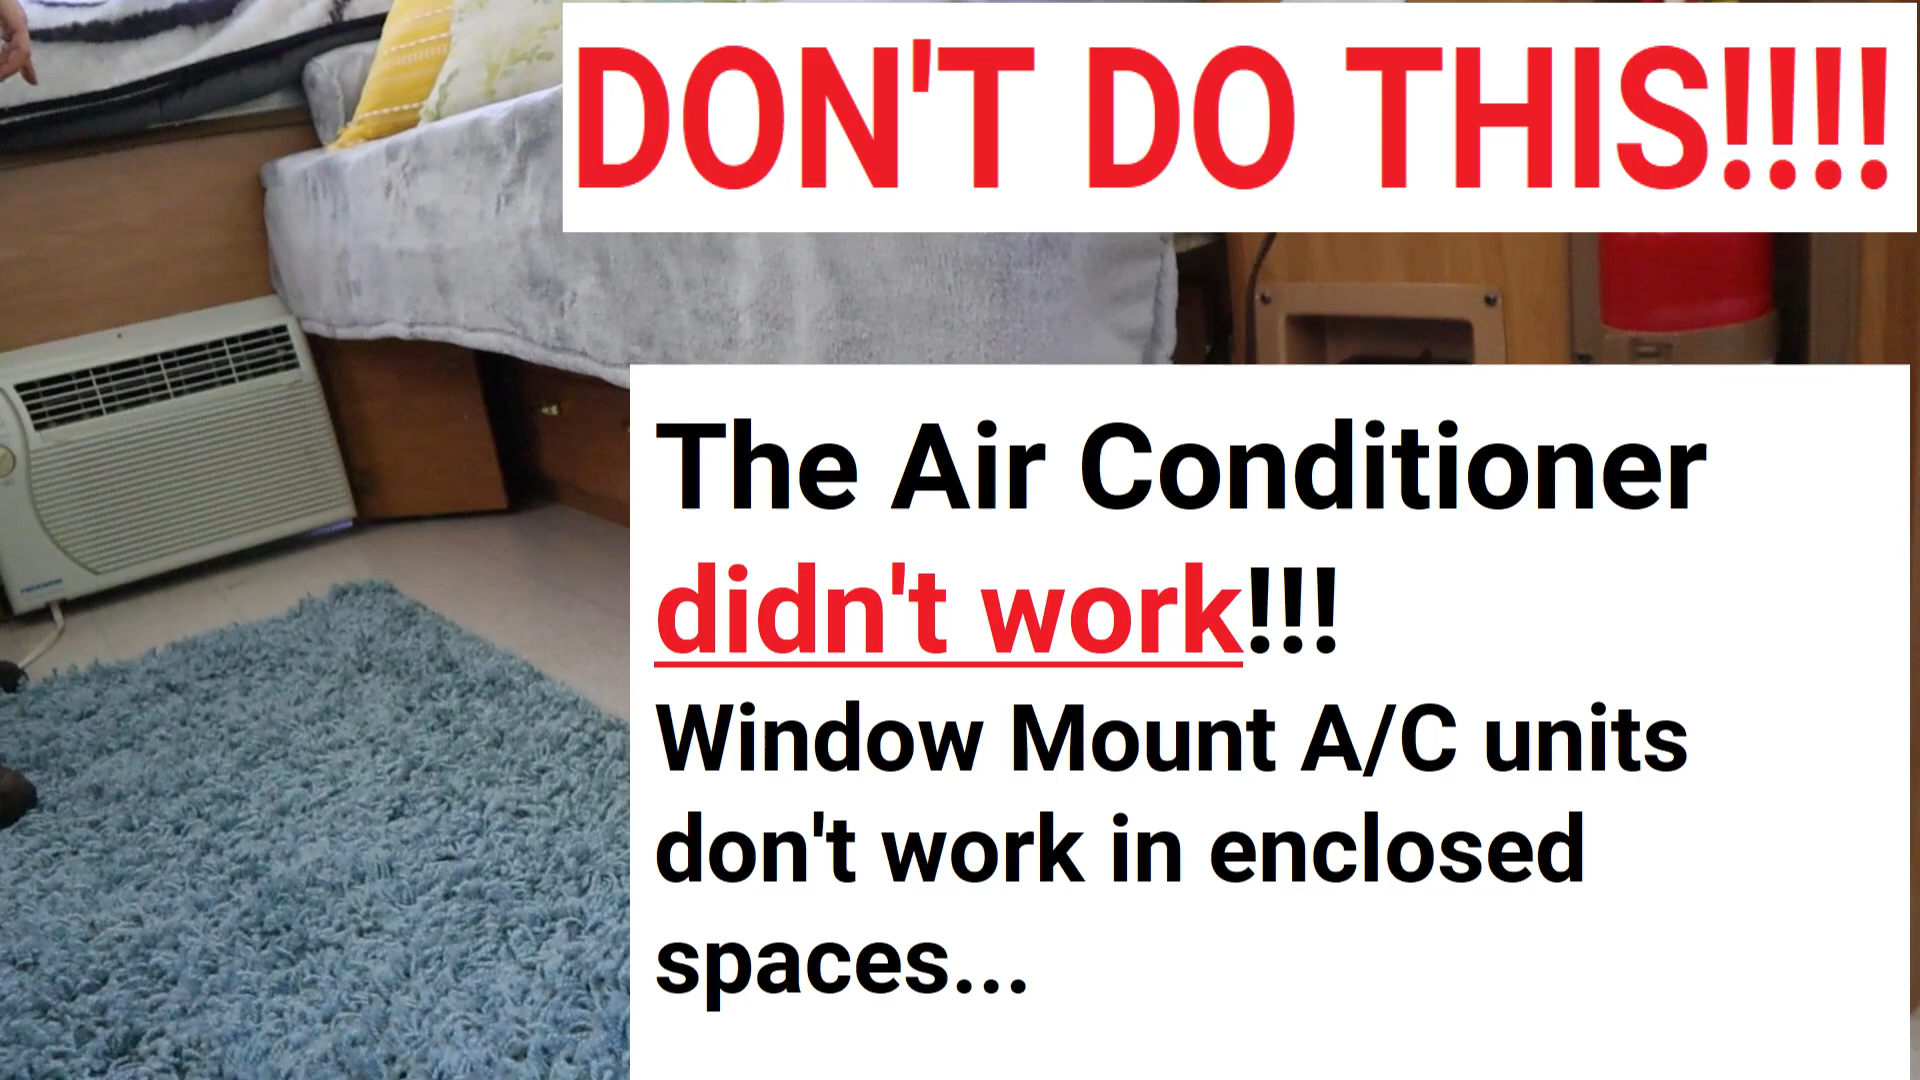 DON'T DO THIS!!!!
The Air Conditioner
didn't work!!!
Window Mount A/C units
don't work in enclosed
spaces...